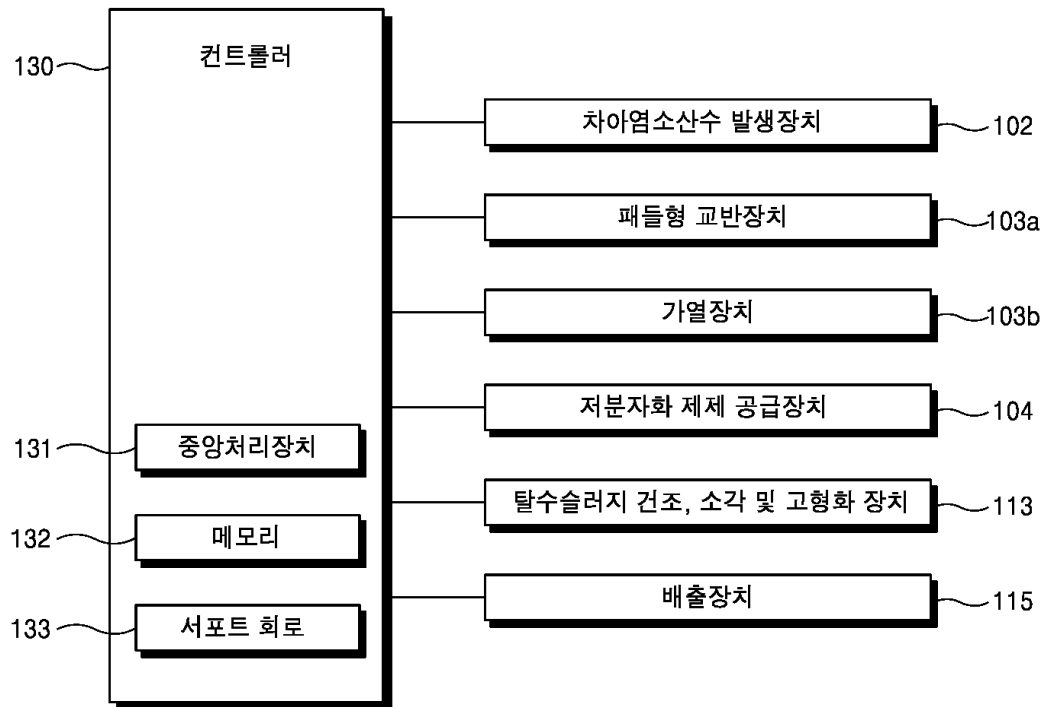 130
컨트롤러
차아염소산수 발생장치
102
패들형 교반장치
103a
가열장치
103b
저분자화 제제 공급장치
104
131
중앙처리장치
탈수슬러지 건조, 소각 및 고형화 장치
113
132
메모리
배출장치
115
133
서포트 회로